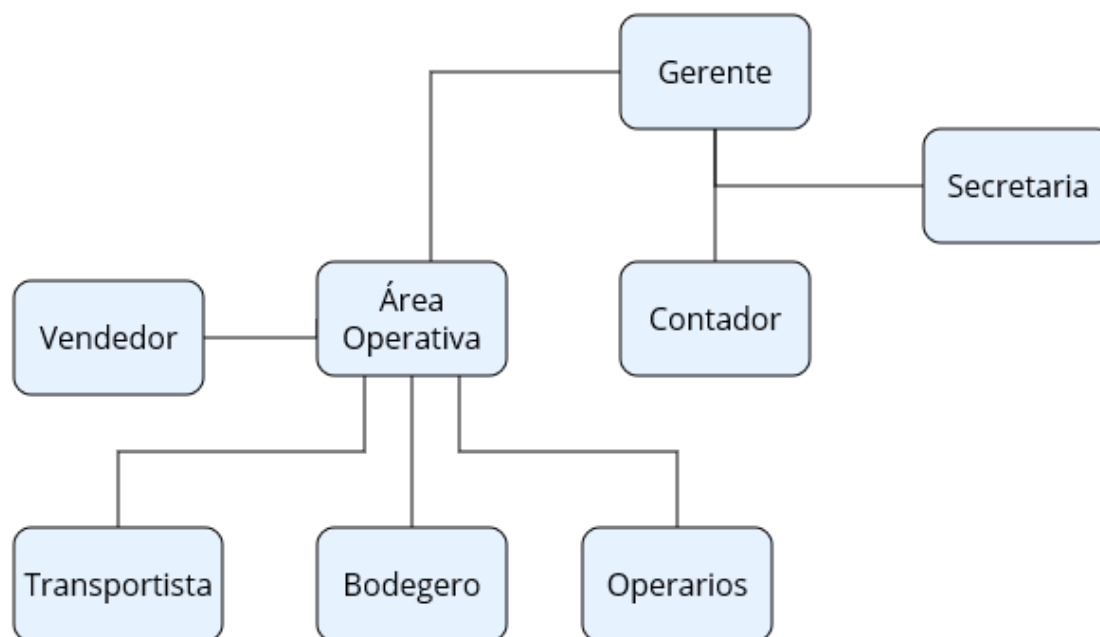 Gerente
Secretaria
Área
Operativa
Contador
Vendedor
Transportista
Bodegero
Operarios